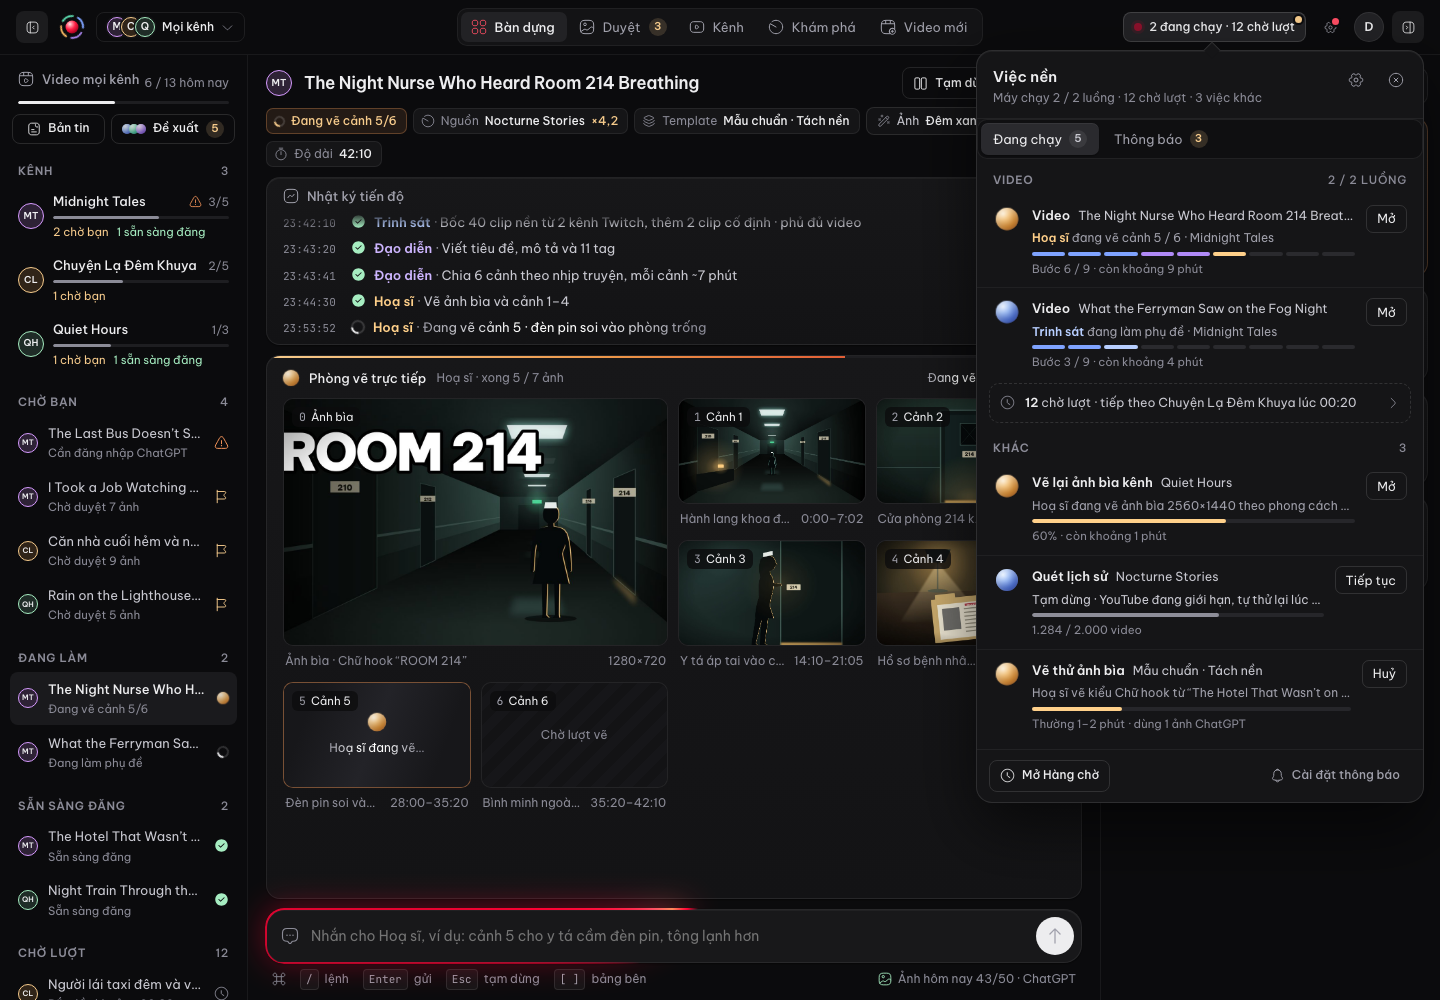 M C Q Mọi kênh
Bàn dựng
Duyệt 3
Kênh
Khám phá
Video mới
2 đang chạy · 12 chờ lượt
D
Video mọi kênh 6 / 13 hôm nay
Bản tin
Đề xuất 5
KÊNH 3
MT Midnight Tales 3/5
2 chờ bạn 1 sẵn sàng đăng
CL Chuyện Lạ Đêm Khuya 2/5
1 chờ bạn
QH Quiet Hours 1/3
1 chờ bạn 1 sẵn sàng đăng
CHỜ BẠN 4
MT The Last Bus Doesn't S...
Cần đăng nhập ChatGPT
MT I Took a Job Watching ...
Chờ duyệt 7 ảnh
CL Căn nhà cuối hẻm và n...
Chờ duyệt 9 ảnh
QH Rain on the Lighthouse...
Chờ duyệt 5 ảnh
ĐANG LÀM 2
MT The Night Nurse Who H...
Đang vẽ cảnh 5/6
MT What the Ferryman Sa...
Đang làm phụ đề
SẴN SÀNG ĐĂNG 2
MT The Hotel That Wasn't ...
Sẵn sàng đăng
QH Night Train Through th...
Sẵn sàng đăng
CHỜ LƯỢT 12
CL Người lái taxi đêm và v...
MT The Night Nurse Who Heard Room 214 Breathing
Tạm dừ
Đang vẽ cảnh 5/6
Nguồn Nocturne Stories ×4,2
Template Mẫu chuẩn · Tách nền
Ảnh Đêm xan
Độ dài 42:10
Nhật ký tiến độ
23:42:10 Trinh sát · Bốc 40 clip nền từ 2 kênh Twitch, thêm 2 clip cố định · phủ đủ video
23:43:20 Đạo diễn · Viết tiêu đề, mô tả và 11 tag
23:43:41 Đạo diễn · Chia 6 cảnh theo nhịp truyện, mỗi cảnh ~7 phút
23:44:30 Hoạ sĩ · Vẽ ảnh bìa và cảnh 1–4
23:53:52 Hoạ sĩ · Đang vẽ cảnh 5 · đèn pin soi vào phòng trống
Phòng vẽ trực tiếp Hoạ sĩ · xong 5 / 7 ảnh
Đang vẽ
0 Ảnh bìa
ROOM 214
210
212
214
Ảnh bìa · Chữ hook "ROOM 214" 1280×720
1 Cảnh 1
Hành lang khoa đ... 0:00–7:02
2 Cảnh 2
214
Cửa phòng 214 k
3 Cảnh 3
Y tá áp tai vào c... 14:10–21:05
4 Cảnh 4
Hồ sơ bệnh nhâ
5 Cảnh 5
Hoạ sĩ đang vẽ...
Đèn pin soi và... 28:00–35:20
6 Cảnh 6
Chờ lượt vẽ
Bình minh ngoà... 35:20–42:10
Nhắn cho Hoạ sĩ, ví dụ: cảnh 5 cho y tá cầm đèn pin, tông lạnh hơn
/ lệnh Enter gửi Esc tạm dừng [ ] bảng bên
Ảnh hôm nay 43/50 · ChatGPT
Việc nền
Máy chạy 2 / 2 luồng · 12 chờ lượt · 3 việc khác
Đang chạy 5
Thông báo 3
VIDEO 2 / 2 LUỒNG
Video The Night Nurse Who Heard Room 214 Breat...
Mở
Hoạ sĩ đang vẽ cảnh 5 / 6 · Midnight Tales
Bước 6 / 9 · còn khoảng 9 phút
Video What the Ferryman Saw on the Fog Night
Mở
Trinh sát đang làm phụ đề · Midnight Tales
Bước 3 / 9 · còn khoảng 4 phút
12 chờ lượt · tiếp theo Chuyện Lạ Đêm Khuya lúc 00:20
KHÁC 3
Vẽ lại ảnh bìa kênh Quiet Hours
Mở
Hoạ sĩ đang vẽ ảnh bìa 2560×1440 theo phong cách ...
60% · còn khoảng 1 phút
Quét lịch sử Nocturne Stories
Tiếp tục
Tạm dừng · YouTube đang giới hạn, tự thử lại lúc ...
1.284 / 2.000 video
Vẽ thử ảnh bìa Mẫu chuẩn · Tách nền
Huỷ
Hoạ sĩ vẽ kiểu Chữ hook từ "The Hotel That Wasn't on ...
Thường 1–2 phút · dùng 1 ảnh ChatGPT
Mở Hàng chờ
Cài đặt thông báo